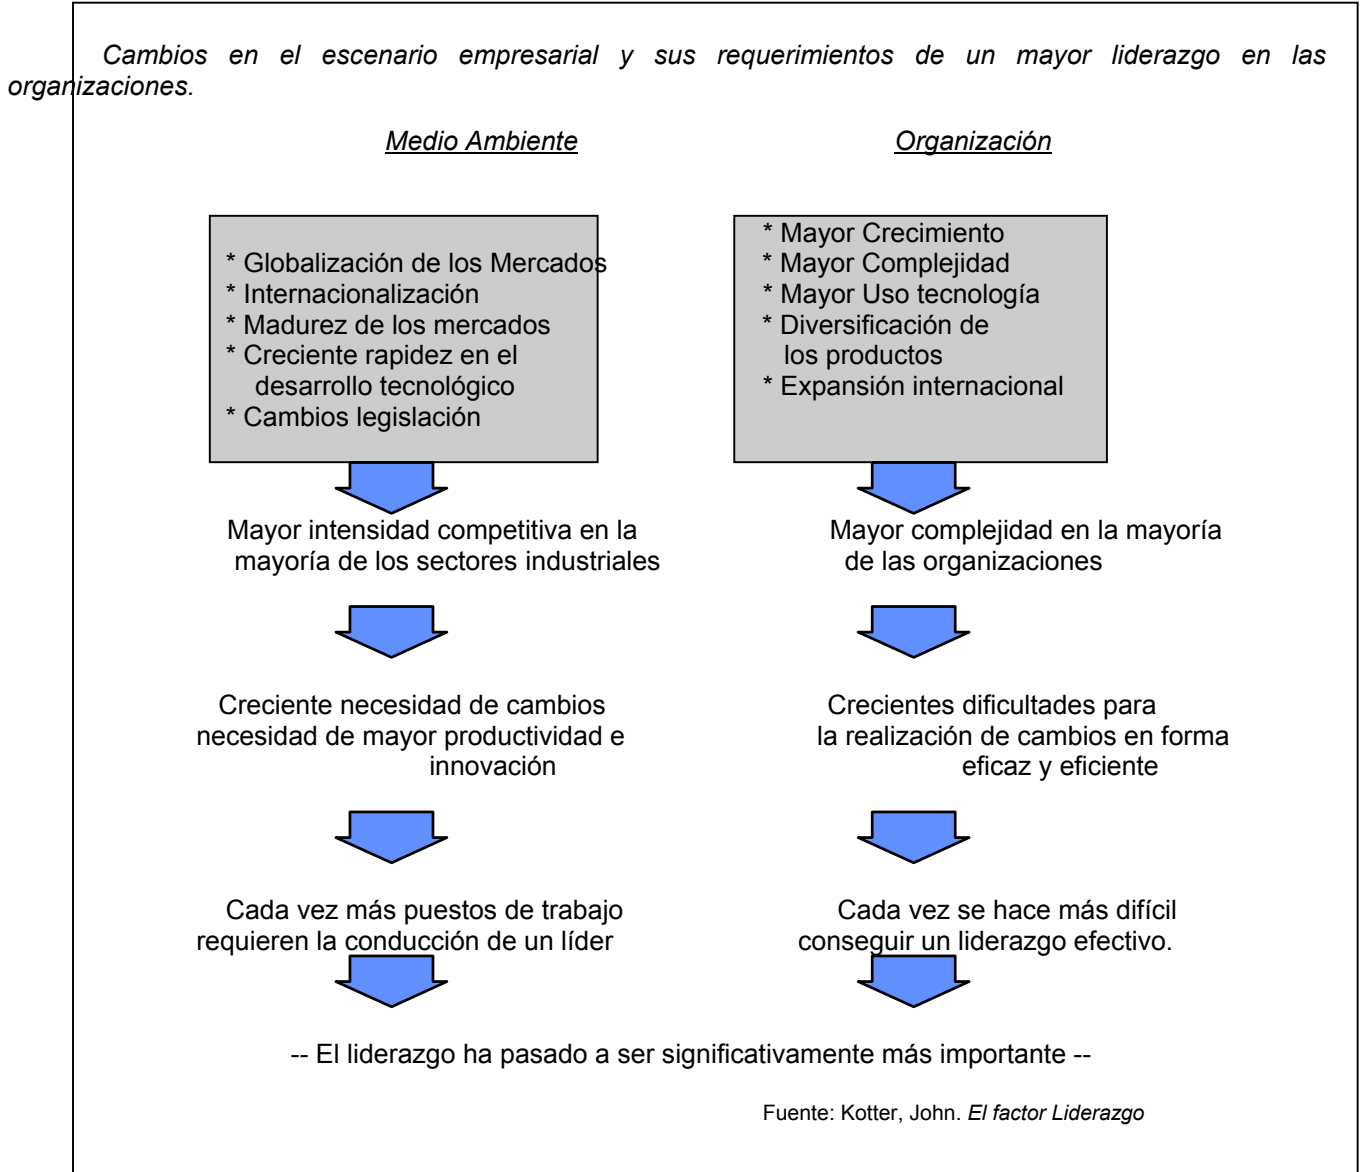 Cambios en el escenario empresarial y sus requerimientos de un mayor liderazgo en las
organizaciones.
Medio Ambiente
* Globalización de los Mercados
* Internacionalización
* Madurez de los mercados
* Creciente rapidez en el
desarrollo tecnológico
* Cambios legislación
Mayor intensidad competitiva en la
mayoría de los sectores industriales
Creciente necesidad de cambios
necesidad de mayor productividad e
innovación
Cada vez más puestos de trabajo
requieren la conducción de un líder
Organización
* Mayor Crecimiento
* Mayor Complejidad
* Mayor Uso tecnología
* Diversificación de
los productos
* Expansión internacional
Mayor complejidad en la mayoría
de las organizaciones
Crecientes dificultades para
la realización de cambios en forma
eficaz y eficiente
Cada vez se hace más difícil
conseguir un liderazgo efectivo.
-- El liderazgo ha pasado a ser significativamente más importante --
Fuente: Kotter, John. El factor Liderazgo